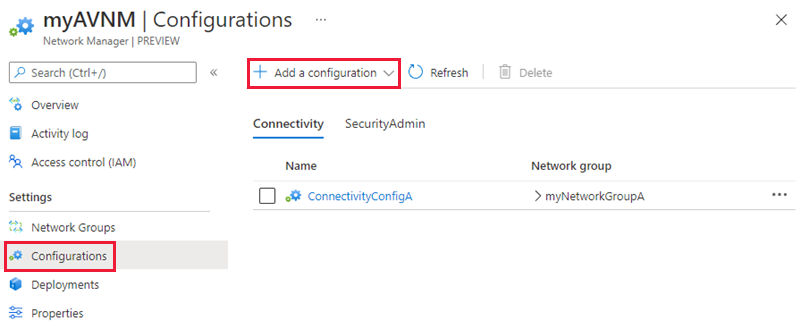 myAVNM | Configurations ...
Network Manager | PREVIEW
Search (Ctrl+/)
«
Overview
Activity log
Access control (IAM)
Settings
Network Groups
Configurations
Deployments
Properties
+ Add a configuration
Refresh
Delete
Connectivity
SecurityAdmin
Name
Network group
ConnectivityConfigA
> myNetworkGroupA
...